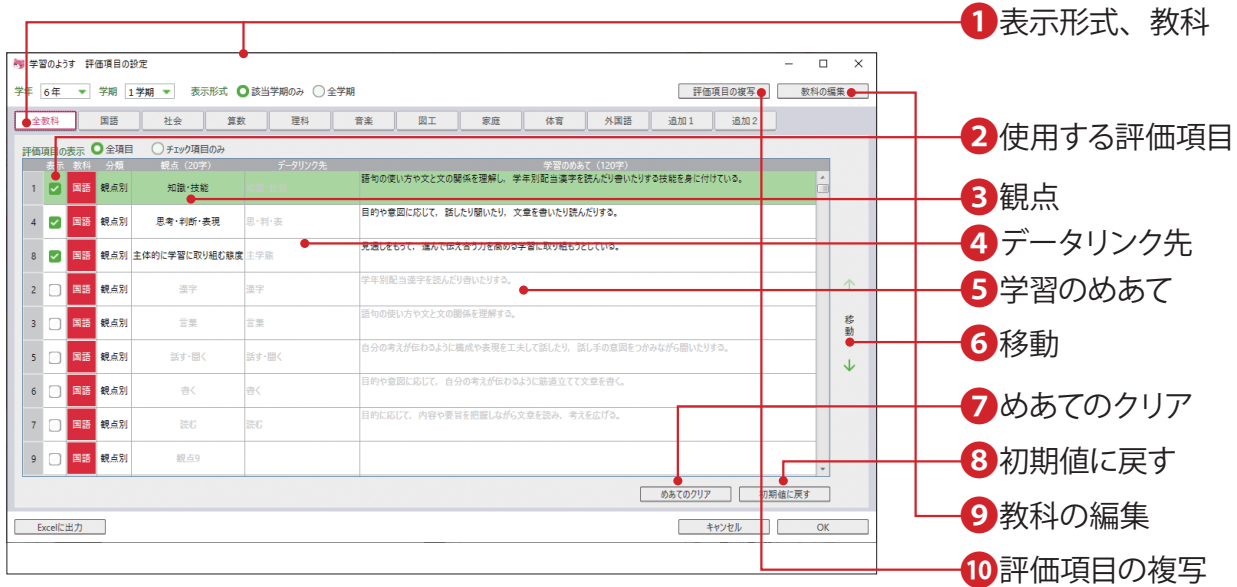 ❶表示形式、教科
学習のようす 評価項目の設定
学年 6年 学期 1学期 表示形式 該当学期のみ 全学期 評価項目の複写 教科の編集
全教科 国語 社会 算数 理科 音楽 図工 家庭 体育 外国語 追加1 追加2
評価項目の表示 全項目 チェック項目のみ
表示 教科 分類 観点（20字） データリンク先 学習のめあて（120字）
1 国語 観点別 知識・技能 語句の使い方や文と文の関係を理解し，学年別配当漢字を読んだり書いたりする技能を身に付けている。
4 国語 観点別 思考・判断・表現 思・判・表 目的や意図に応じて，話したり聞いたり，文章を書いたり読んだりする。
8 国語 観点別 主体的に学習に取り組む態度 主学態 見通しをもって，進んで伝え合う力を高める学習に取り組もうとしている。
2 国語 観点別 漢字 漢字 学年別配当漢字を読んだり書いたりする。
3 国語 観点別 言葉 言葉 語句の使い方や文と文の関係を理解する。
5 国語 観点別 話す・聞く 話す・聞く 自分の考えが伝わるように構成や表現を工夫して話したり，話し手の意図をつかみながら聞いたりする。
6 国語 観点別 書く 書く 目的や意図に応じて，自分の考えが伝わるように筋道立てて文章を書く。
7 国語 観点別 読む 読む 目的に応じて，内容や要旨を把握しながら文章を読み，考えを広げる。
9 国語 観点別 観点9
移動
めあてのクリア 初期値に戻す
Excelに出力 キャンセル OK
❷使用する評価項目
❸観点
❹データリンク先
❺学習のめあて
❻移動
❼めあてのクリア
❽初期値に戻す
❾教科の編集
❿評価項目の複写